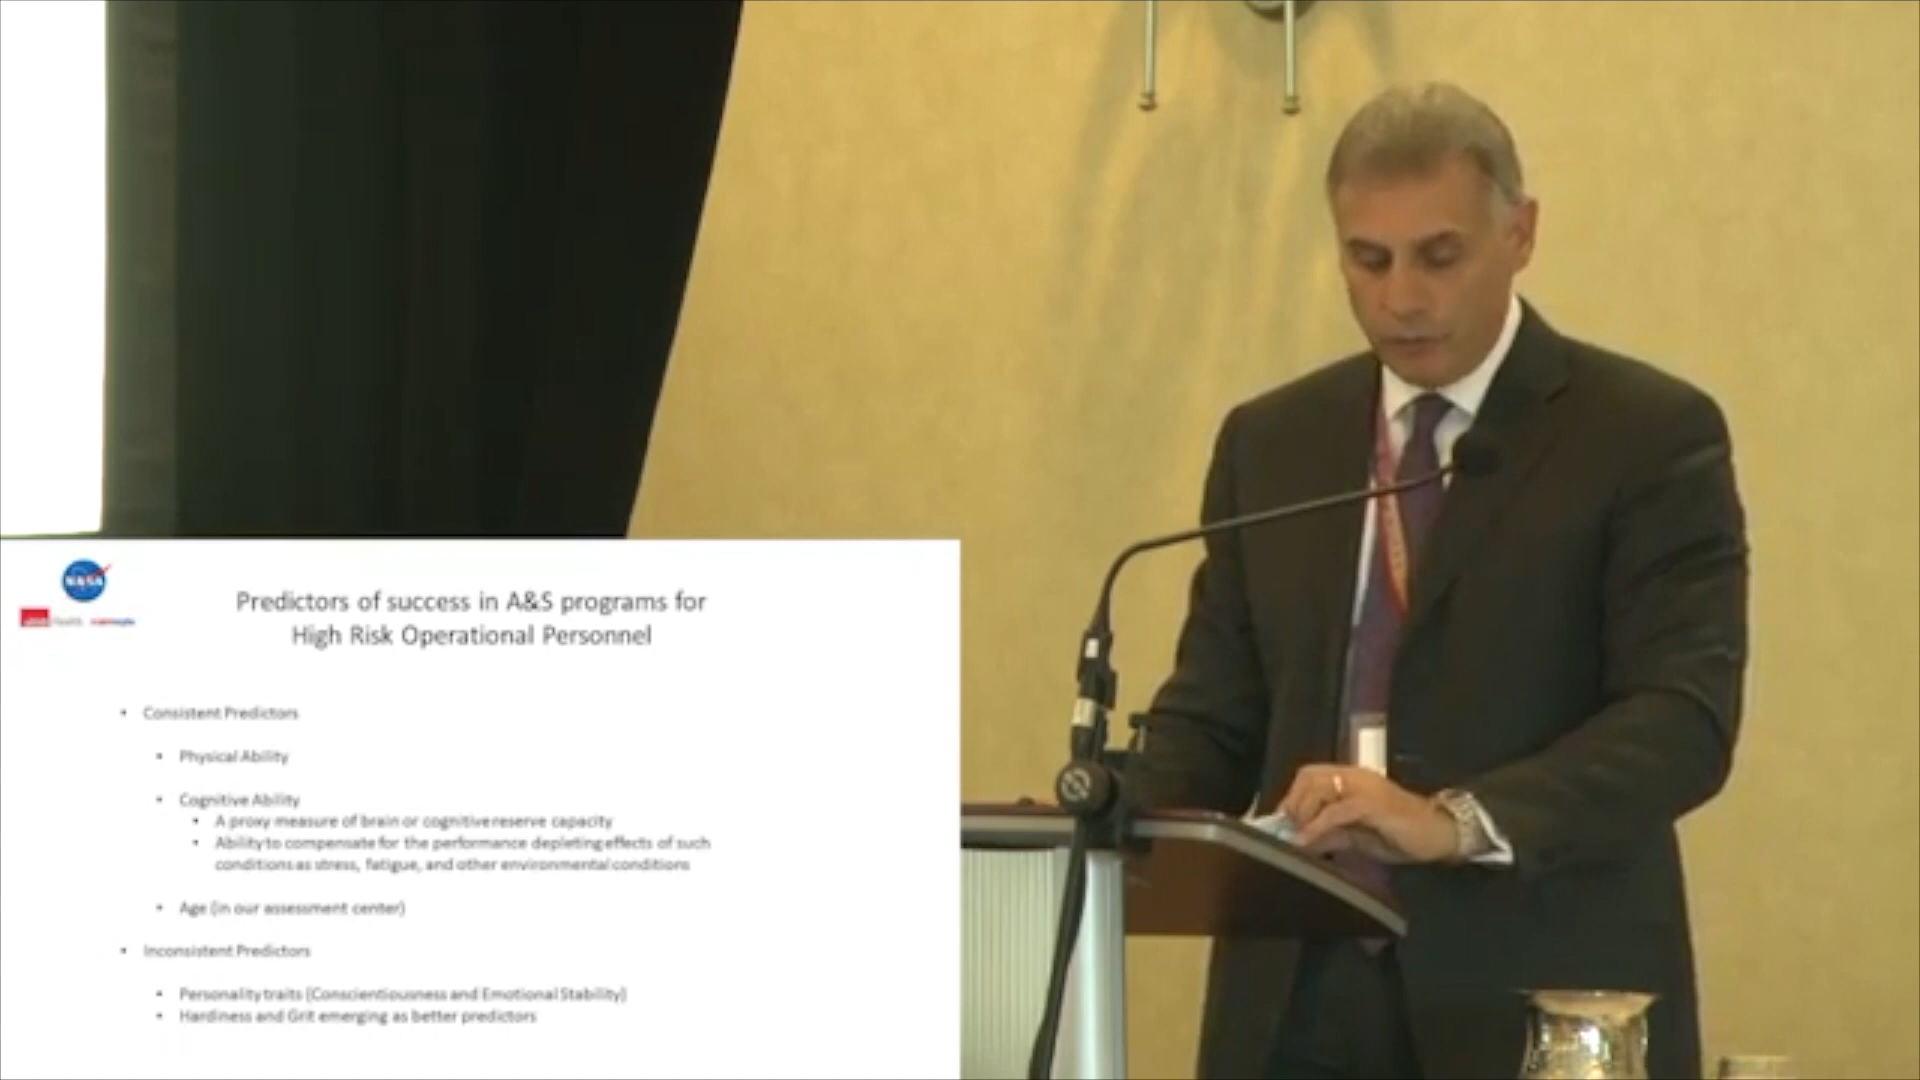 NASA
Predictors of success in A&S programs for
High Risk Operational Personnel
• Consistent Predictors
• Physical Ability
• Cognitive Ability
• A proxy measure of brain or cognitive reserve capacity
• Ability to compensate for the performance depleting effects of such
conditions as stress, fatigue, and other environmental conditions
• Age (in our assessment center)
• Inconsistent Predictors
• Personality traits (Conscientiousness and Emotional Stability)
• Hardiness and Grit emerging as better predictors